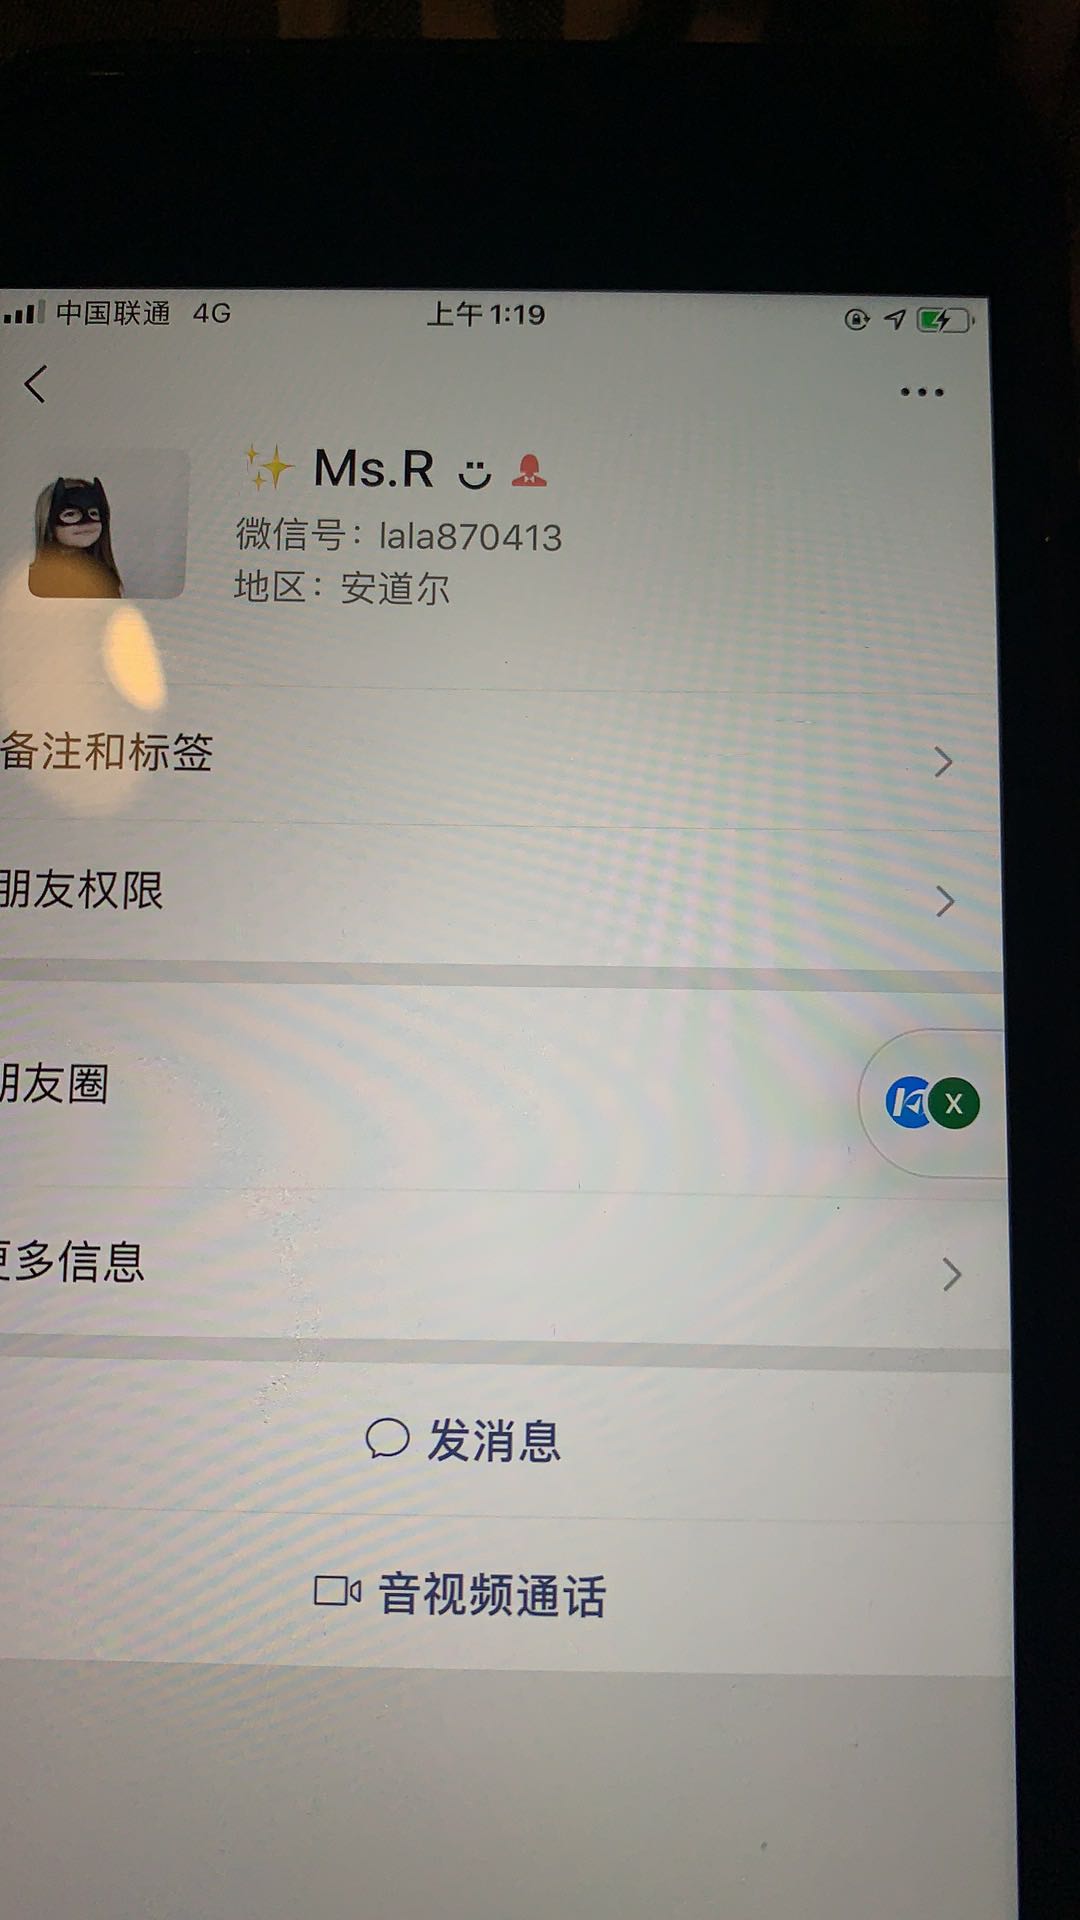 中国联通 4G 上午1:19
✨ Ms.R
微信号：lala870413
地区：安道尔
备注和标签
朋友权限
朋友圈
X
更多信息
发消息
音视频通话